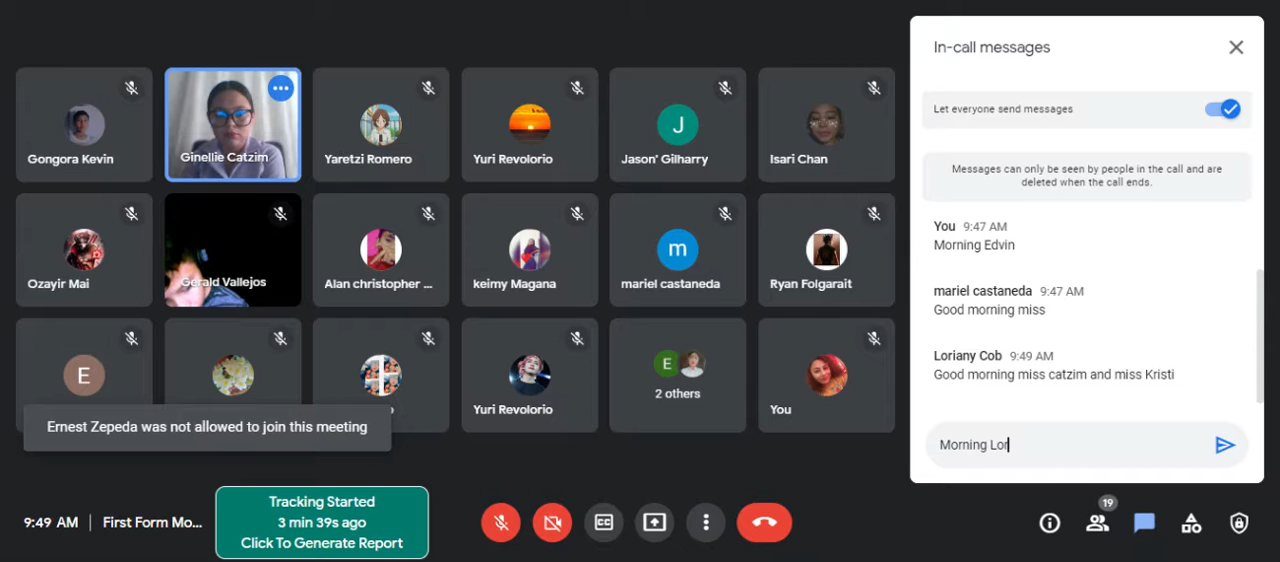 In-call messages
Let everyone send messages
Messages can only be seen by people in the call and are
deleted when the call ends.
You 9:47 AM
Morning Edvin
mariel castaneda 9:47 AM
Good morning miss
Loriany Cob 9:49 AM
Good morning miss catzim and miss Kristi
Morning Lor
Gongora Kevin
Ginellie Catzim
Yaretzi Romero
Yuri Revolorio
J
Jason' Gilharry
Isari Chan
Ozayir Mai
Gerald Vallejos
Alan christopher ...
keimy Magana
m
mariel castaneda
Ryan Folgarait
E
Yuri Revolorio
E
2 others
You
Ernest Zepeda was not allowed to join this meeting
9:49 AM | First Form Mo...
Tracking Started
3 min 39s ago
Click To Generate Report
CC
19